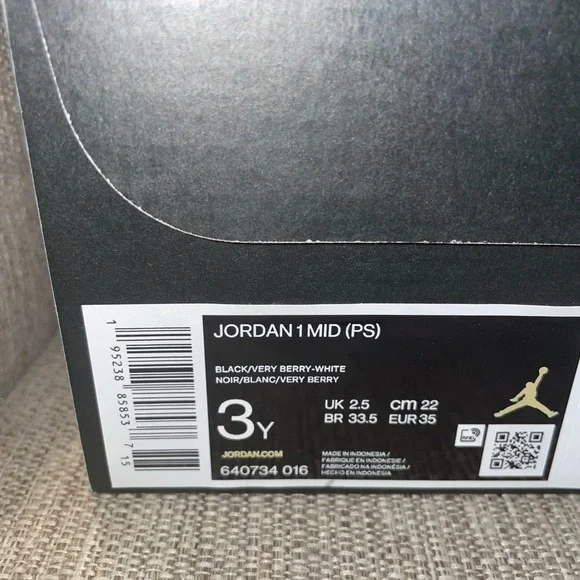 JORDAN 1 MID (PS)
BLACK/VERY BERRY-WHITE
NOIR/BLANC/VERY BERRY
3Y
UK 2.5 cm 22
BR 33.5 EUR 35
JORDAN.COM
640734 016
MADE IN INDONESIA /
FABRIQUE EN INDONESIE /
FABRICADO NA INDONÉSIA /
HECHO EN INDONESIA
RFID
1 95238 85853 7 15